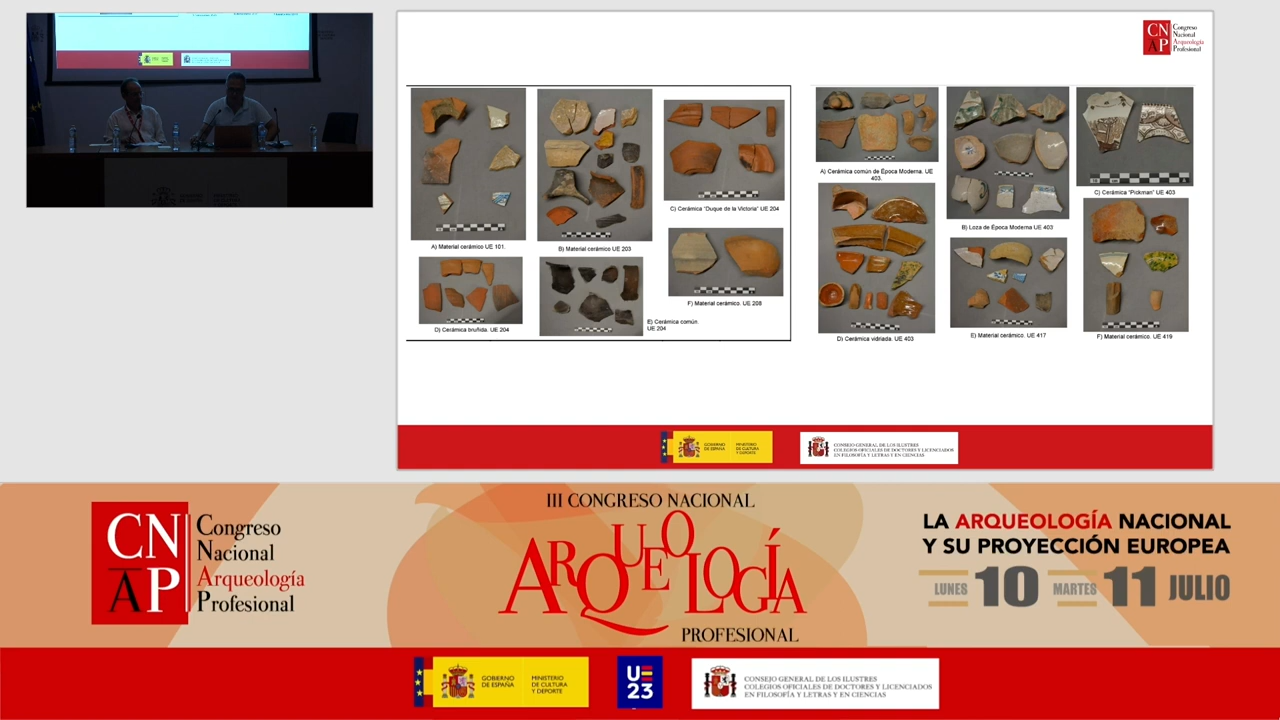 CN
AP
Congreso
Nacional
Arqueología
Profesional
A) Material cerámico UE 101.
B) Material cerámico UE 203
C) Cerámica "Duque de la Victoria" UE 204
D) Cerámica bruñida. UE 204
E) Cerámica común.
UE 204
F) Material cerámico. UE 208
A) Cerámica común de Época Moderna. UE
403.
B) Loza de Época Moderna UE 403
C) Cerámica "Pickman" UE 403
D) Cerámica vidriada. UE 403
E) Material cerámico. UE 417
F) Material cerámico. UE 419
GOBIERNO
DE ESPAÑA
MINISTERIO
DE CULTURA
Y DEPORTE
CONSEJO GENERAL DE LOS ILUSTRES
COLEGIOS OFICIALES DE DOCTORES Y LICENCIADOS
EN FILOSOFÍA Y LETRAS Y EN CIENCIAS
CN
AP
Congreso
Nacional
Arqueología
Profesional
III CONGRESO NACIONAL
ARQUEOLOGÍA
PROFESIONAL
LA ARQUEOLOGÍA NACIONAL
Y SU PROYECCIÓN EUROPEA
LUNES 10 MARTES 11 JULIO
GOBIERNO
DE ESPAÑA
MINISTERIO
DE CULTURA
Y DEPORTE
UE
23
CONSEJO GENERAL DE LOS ILUSTRES
COLEGIOS OFICIALES DE DOCTORES Y LICENCIADOS
EN FILOSOFÍA Y LETRAS Y EN CIENCIAS